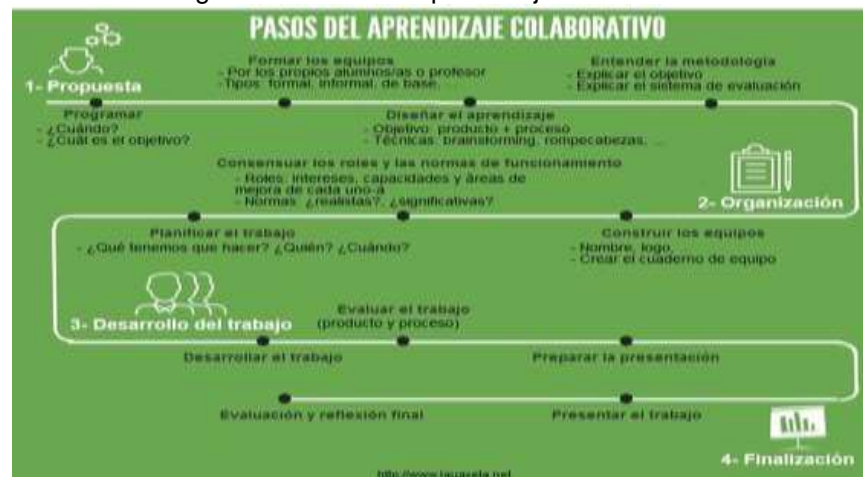 PASOS DEL APRENDIZAJE COLABORATIVO
1- Propuesta
Programar
- ¿Cuándo?
- ¿Cuál es el objetivo?
Formar los equipos
- Por los propios alumnos/as o profesor
-Tipos: formal, informal, de base, ...
Diseñar el aprendizaje
- Objetivo: producto + proceso
- Técnicas: brainstorming, rompecabezas, ...
Entender la metodología
- Explicar el objetivo
- Explicar el sistema de evaluación
2- Organización
Construir los equipos
- Nombre, logo,
- Crear el cuaderno de equipo
Consensuar los roles y las normas de funcionamiento
- Roles: intereses, capacidades y áreas de
mejora de cada uno-a
- Normas: ¿realistas?, ¿significativas?
Planificar el trabajo
- ¿Qué tenemos que hacer? ¿Quién? ¿Cuándo?
3- Desarrollo del trabajo
Desarrollar el trabajo
Evaluar el trabajo
(producto y proceso)
Preparar la presentación
4- Finalización
Presentar el trabajo
Evaluación y reflexión final